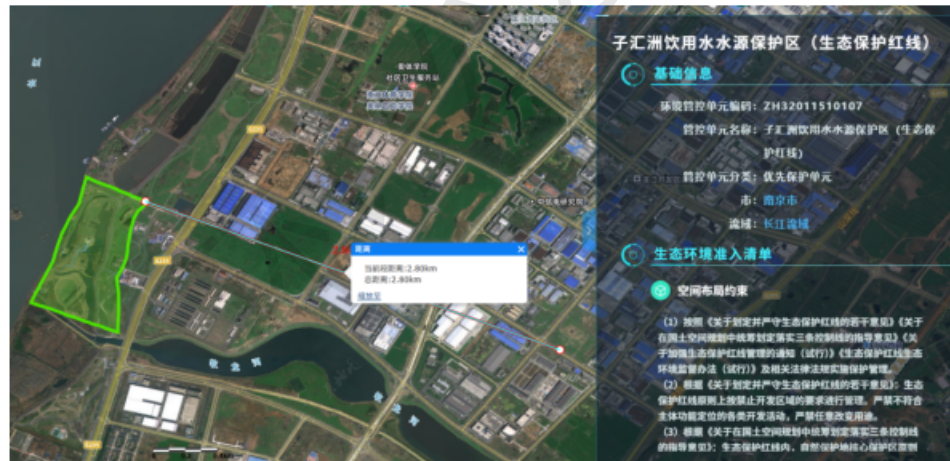 子汇洲饮用水水源保护区（生态保护红线）
基础信息
环境管控单元编码：ZH32011510107
管控单元名称：子汇洲饮用水水源保护区（生态保
护红线）
管控单元分类：优先保护单元
市：南京市
流域：长江流域
生态环境准入清单
空间布局约束
（1）按照《关于划定并严守生态保护红线的若干意见》《关于
在国土空间规划中统筹划定落实三条控制线的指导意见》《关
于加强生态保护红线管理的通知（试行）》《生态保护红线生态
环境监督办法（试行）》及相关法律法规实施保护管理。
（2）根据《关于划定并严守生态保护红线的若干意见》：生态
保护红线原则上按禁止开发区域的要求进行管理。严禁不符合
主体功能定位的各类开发活动，严禁任意改变用途。
（3）根据《关于在国土空间规划中统筹划定落实三条控制线
的指导意见》：生态保护红线内，自然保护地核心保护区原则
距离
当前段距离:2.80km
总距离:2.80km
社区卫生服务站